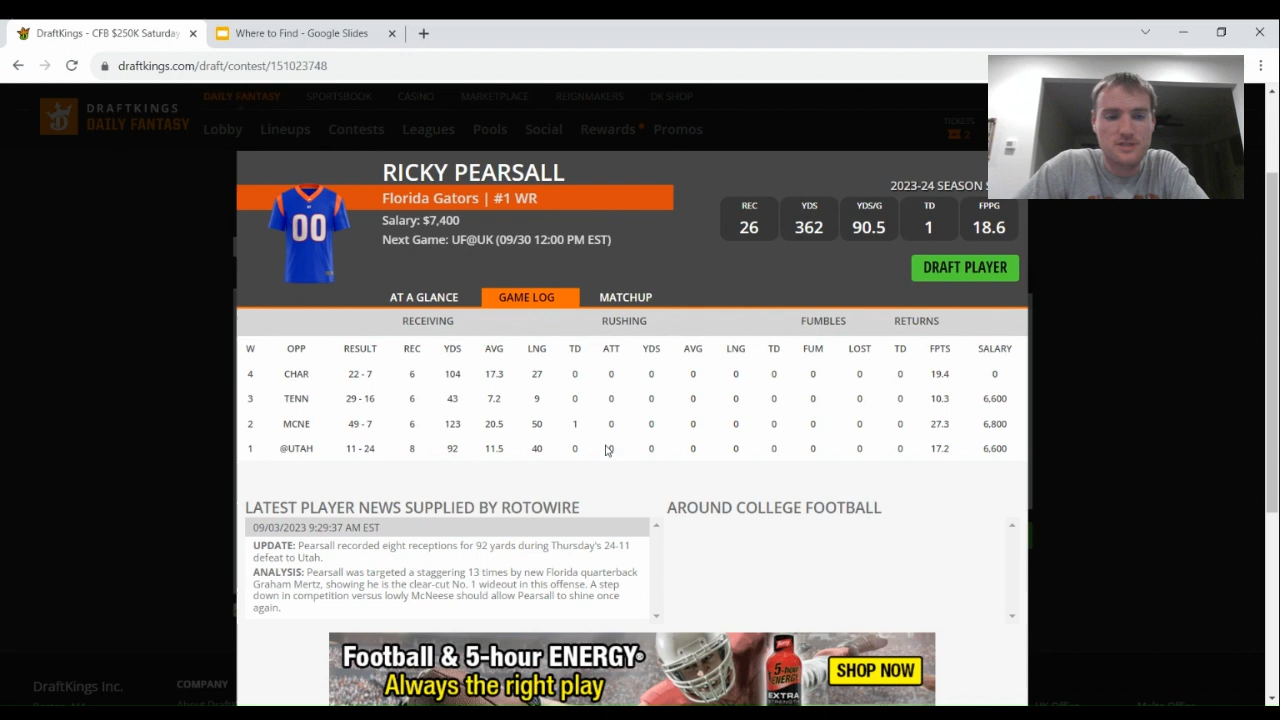 DraftKings - CFB $250K Saturday
Where to Find - Google Slides
draftkings.com/draft/contest/151023748
DRAFTKINGS
DAILY FANTASY
DAILY FANTASY SPORTSBOOK CASINO MARKETPLACE REIGNMAKERS DK SHOP
Lobby Lineups Contests Leagues Pools Social Rewards Promos
TICKETS
2
RICKY PEARSALL
Florida Gators | #1 WR
Salary: $7,400
Next Game: UF@UK (09/30 12:00 PM EST)
00
2023-24 SEASON S
REC YDS YDS/G TD FPPG
26 362 90.5 1 18.6
DRAFT PLAYER
AT A GLANCE GAME LOG MATCHUP
RECEIVING RUSHING FUMBLES RETURNS
W OPP RESULT REC YDS AVG LNG TD ATT YDS AVG LNG TD FUM LOST TD FPTS SALARY
4 CHAR 22 - 7 6 104 17.3 27 0 0 0 0 0 0 0 0 0 19.4 0
3 TENN 29 - 16 6 43 7.2 9 0 0 0 0 0 0 0 0 0 10.3 6,600
2 MCNE 49 - 7 6 123 20.5 50 1 0 0 0 0 0 0 0 0 27.3 6,800
1 @UTAH 11 - 24 8 92 11.5 40 0 0 0 0 0 0 0 0 0 17.2 6,600
LATEST PLAYER NEWS SUPPLIED BY ROTOWIRE
09/03/2023 9:29:37 AM EST
UPDATE: Pearsall recorded eight receptions for 92 yards during Thursday's 24-11
defeat to Utah.
ANALYSIS: Pearsall was targeted a staggering 13 times by new Florida quarterback
Graham Mertz, showing he is the clear-cut No. 1 wideout in this offense. A step
down in competition versus lowly McNeese should allow Pearsall to shine once
again.
AROUND COLLEGE FOOTBALL
Football & 5-hour ENERGY
Always the right play
5-hour
ENERGY
EXTRA
STRENGTH
SHOP NOW
DraftKings Inc.
COMPANY